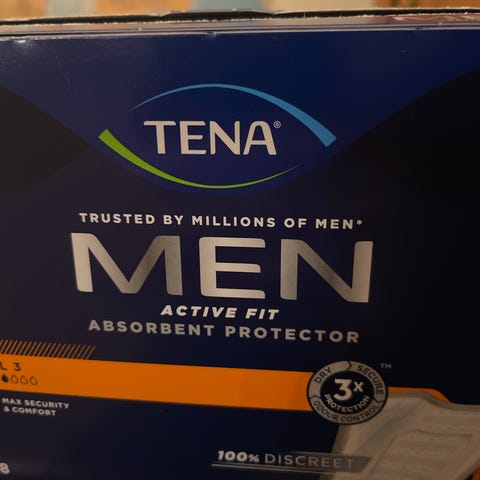 TENA®
TRUSTED BY MILLIONS OF MEN*
MEN
ACTIVE FIT
ABSORBENT PROTECTOR
L 3
MAX SECURITY
& COMFORT
DRY SECURE
3X
PROTECTION
ODOUR CONTROL
™
8
100% DISCREET